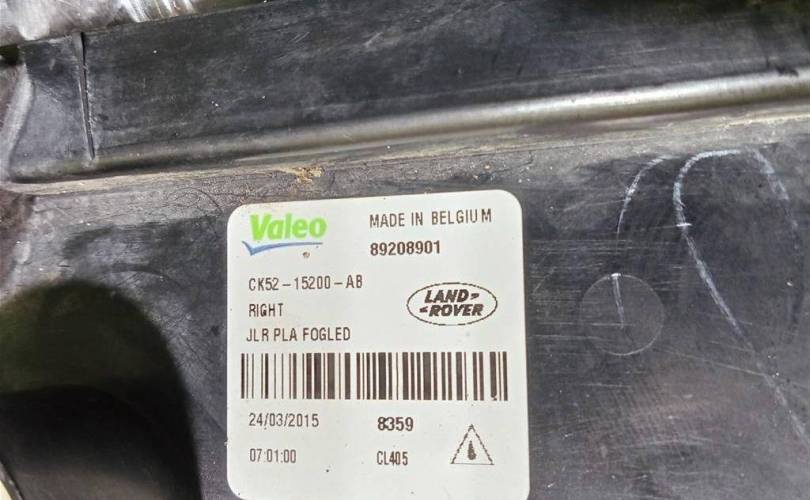 Valeo
MADE IN BELGIUM
89208901
CK52-15200-AB
RIGHT
LAND-
-ROVER
JLR PLA FOGLED
24/03/2015
8359
07:01:00
CL405